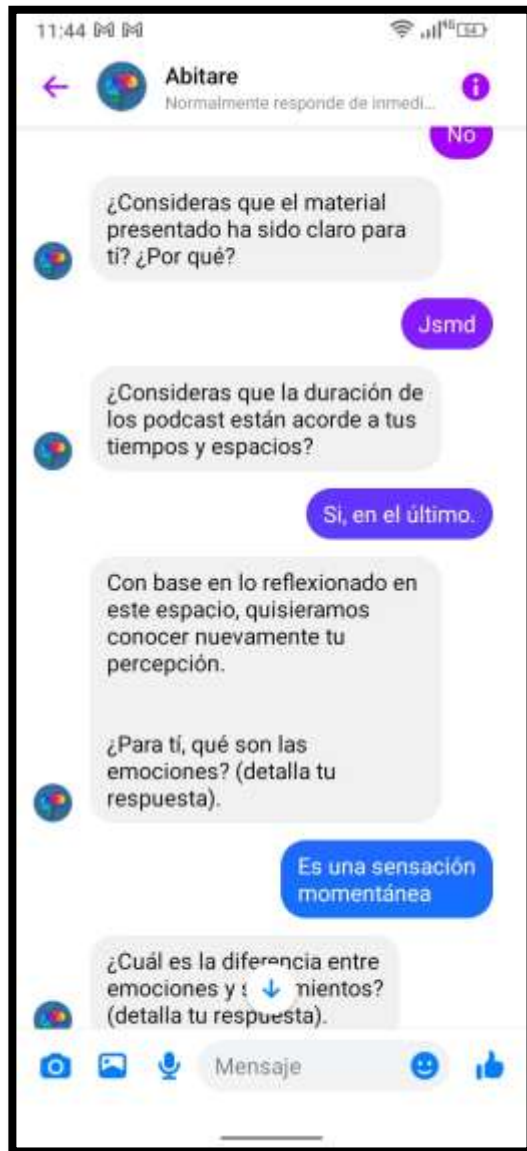 11:44
4G 54
Abitare
Normalmente responde de inmedi...
No
¿Consideras que el material
presentado ha sido claro para
tí? ¿Por qué?
Jsmd
¿Consideras que la duración de
los podcast están acorde a tus
tiempos y espacios?
Si, en el último.
Con base en lo reflexionado en
este espacio, quisieramos
conocer nuevamente tu
percepción.
¿Para tí, qué son las
emociones? (detalla tu
respuesta).
Es una sensación
momentánea
¿Cuál es la diferencia entre
emociones y s mientos?
(detalla tu respuesta).
Mensaje